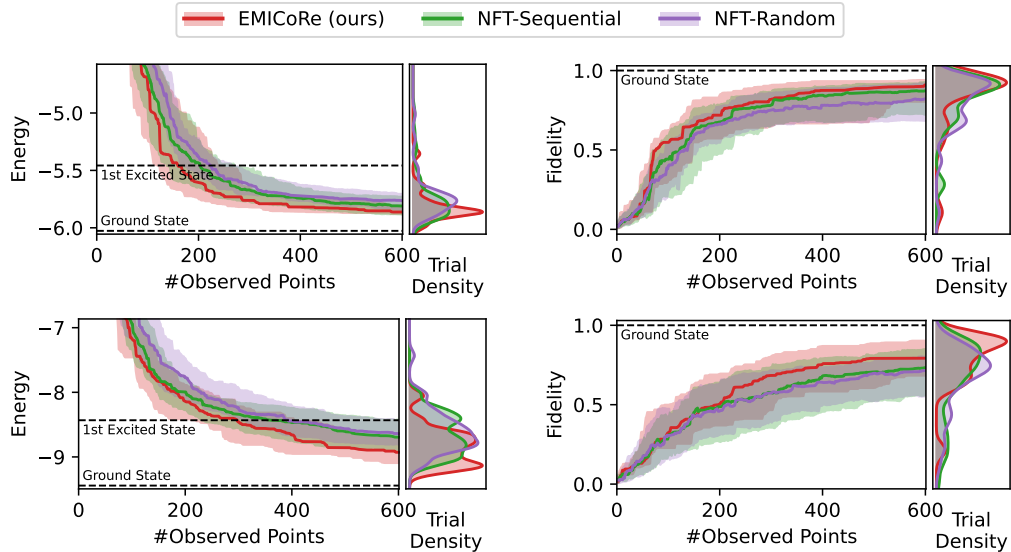 EMICoRe (ours) NFT-Sequential NFT-Random
Energy
−5.0
−5.5
−6.0
1st Excited State
Ground State
0 200 400 600
#Observed Points
Trial
Density
Fidelity
1.0
0.5
0.0
Ground State
0 200 400 600
#Observed Points
Trial
Density
Energy
−7
−8
−9
1st Excited State
Ground State
0 200 400 600
#Observed Points
Trial
Density
Fidelity
1.0
0.5
0.0
Ground State
0 200 400 600
#Observed Points
Trial
Density